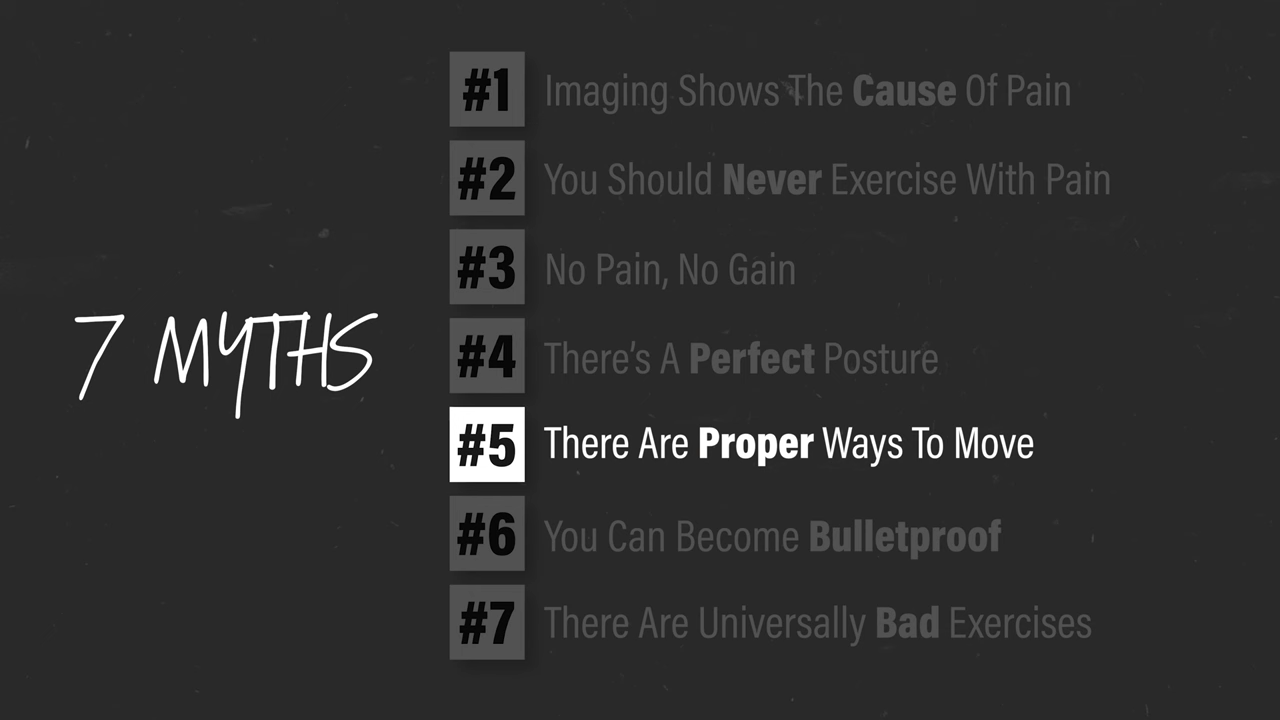 7 MYTHS
#1 Imaging Shows The Cause Of Pain
#2 You Should Never Exercise With Pain
#3 No Pain, No Gain
#4 There's A Perfect Posture
#5 There Are Proper Ways To Move
#6 You Can Become Bulletproof
#7 There Are Universally Bad Exercises